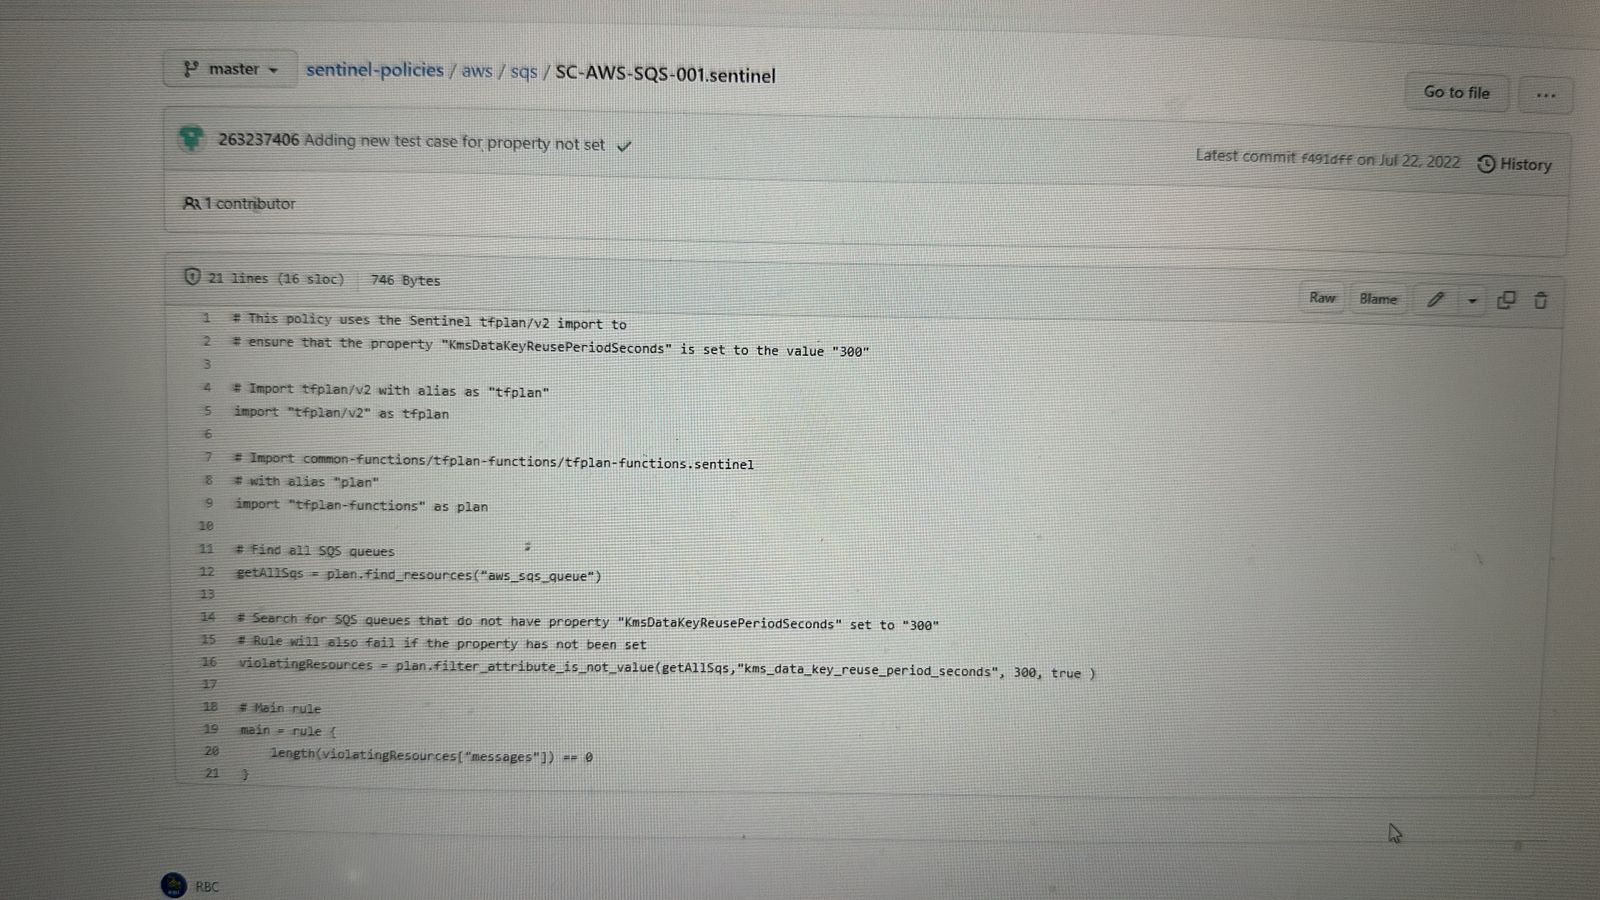 master
sentinel-policies / aws / sqs / SC-AWS-SQS-001.sentinel
Go to file
...
263237406 Adding new test case for property not set
Latest commit f491dff on Jul 22, 2022
History
1 contributor
21 lines (16 sloc)
746 Bytes
Raw
Blame
1 # This policy uses the Sentinel tfplan/v2 import to
2 # ensure that the property "KmsDataKeyReusePeriodSeconds" is set to the value "300"
3
4 # Import tfplan/v2 with alias as "tfplan"
5 import "tfplan/v2" as tfplan
6
7 # Import common-functions/tfplan-functions/tfplan-functions.sentinel
8 # with alias "plan"
9 import "tfplan-functions" as plan
10
11 # Find all SQS queues
12 getAllSqs = plan.find_resources("aws_sqs_queue")
13
14 # Search for SQS queues that do not have property "KmsDataKeyReusePeriodSeconds" set to "300"
15 # Rule will also fail if the property has not been set
16 violatingResources = plan.filter_attribute_is_not_value(getAllSqs,"kms_data_key_reuse_period_seconds", 300, true )
17
18 # Main rule
19 main = rule {
20 length(violatingResources["messages"]) == 0
21 }
RBC